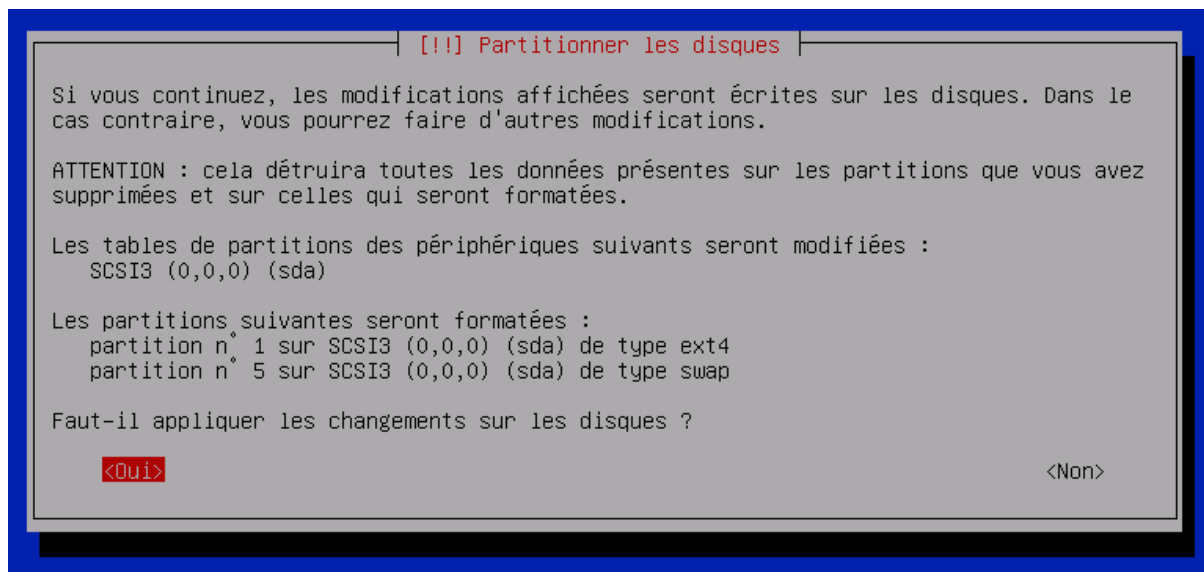 [!!] Partitionner les disques
Si vous continuez, les modifications affichées seront écrites sur les disques. Dans le
cas contraire, vous pourrez faire d'autres modifications.
ATTENTION : cela détruira toutes les données présentes sur les partitions que vous avez
supprimées et sur celles qui seront formatées.
Les tables de partitions des périphériques suivants seront modifiées :
SCSI3 (0,0,0) (sda)
Les partitions suivantes seront formatées :
partition n° 1 sur SCSI3 (0,0,0) (sda) de type ext4
partition n° 5 sur SCSI3 (0,0,0) (sda) de type swap
Faut-il appliquer les changements sur les disques ?
<Oui> <Non>